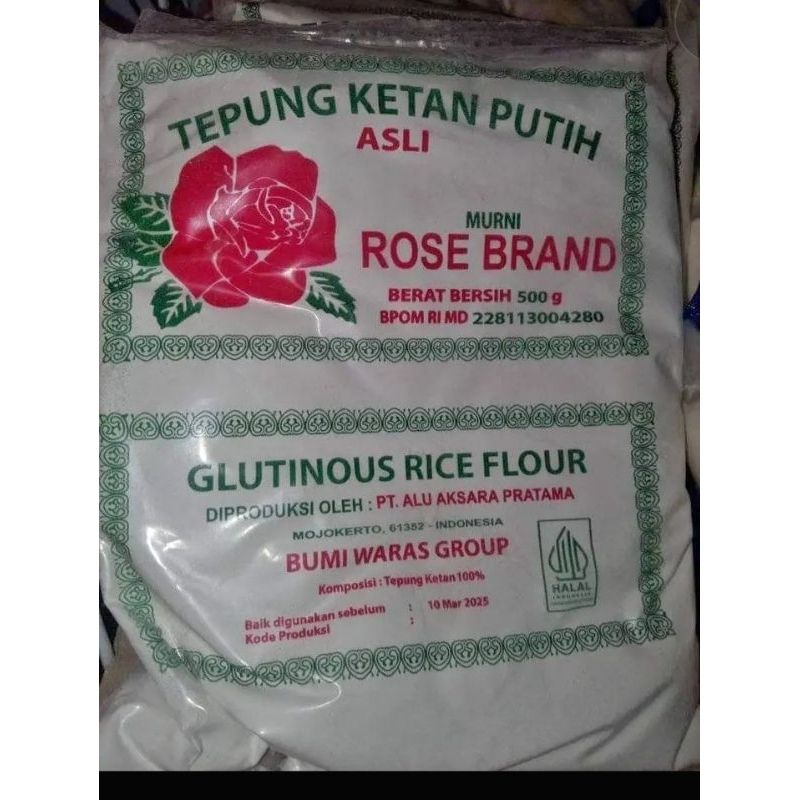 TEPUNG KETAN PUTIH
ASLI
MURNI
ROSE BRAND
BERAT BERSIH 500 g
BPOM RI MD 228113004280
GLUTINOUS RICE FLOUR
DIPRODUKSI OLEH : PT. ALU AKSARA PRATAMA
MOJOKERTO, 61352 - INDONESIA
BUMI WARAS GROUP
Komposisi : Tepung Ketan 100%
HALAL
INDONESIA
Baik digunakan sebelum : 10 Mar 2025
Kode Produksi :